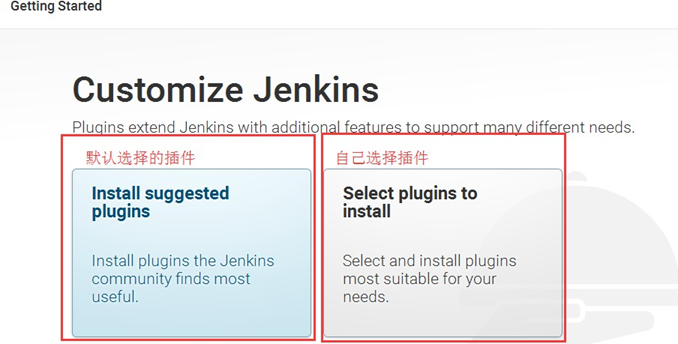 Getting Started
Customize Jenkins
Plugins extend Jenkins with additional features to support many different needs.
默认选择的插件
Install suggested
plugins
Install plugins the Jenkins
community finds most
useful.
自己选择插件
Select plugins to
install
Select and install plugins
most suitable for your
needs.